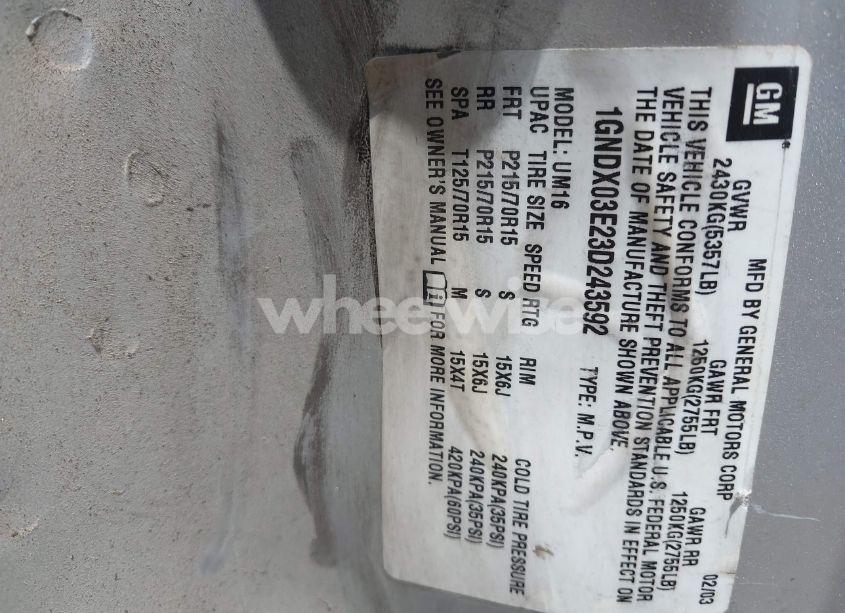 GM
MFD BY GENERAL MOTORS CORP 02/03
GVWR GAWR FRT GAWR RR
2430KG(5357LB) 1250KG(2755LB) 1250KG(2755LB)
THIS VEHICLE CONFORMS TO ALL APPLICABLE U.S. FEDERAL MOTOR
VEHICLE SAFETY AND THEFT PREVENTION STANDARDS IN EFFECT ON
THE DATE OF MANUFACTURE SHOWN ABOVE.
1GNDX03E23D243592 TYPE: M.P.V.
MODEL: UM16
UPAC TIRE SIZE SPEED RTG RIM COLD TIRE PRESSURE
FRT P215/70R15 S 15X6J 240KPA(35PSI)
RR P215/70R15 S 15X6J 240KPA(35PSI)
SPA T125/70R15 M 15X4T 420KPA(60PSI)
SEE OWNER'S MANUAL FOR MORE INFORMATION.
wheelwise